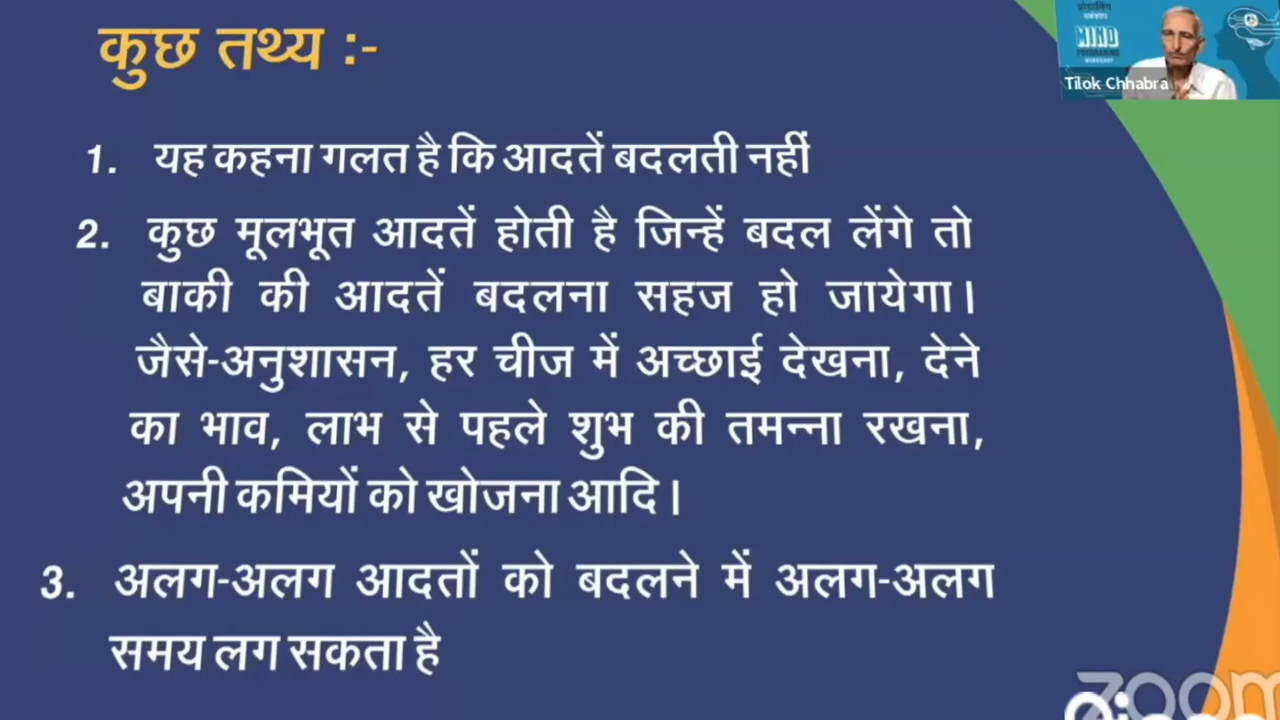 कुछ तथ्य :-
1. यह कहना गलत है कि आदतें बदलती नहीं
2. कुछ मूलभूत आदतें होती है जिन्हें बदल लेंगे तो
बाकी की आदतें बदलना सहज हो जायेगा।
जैसे-अनुशासन, हर चीज में अच्छाई देखना, देने
का भाव, लाभ से पहले शुभ की तमन्ना रखना,
अपनी कमियों को खोजना आदि।
3. अलग-अलग आदतों को बदलने में अलग-अलग
समय लग सकता है
MIND
Tilok Chhabra
zoom